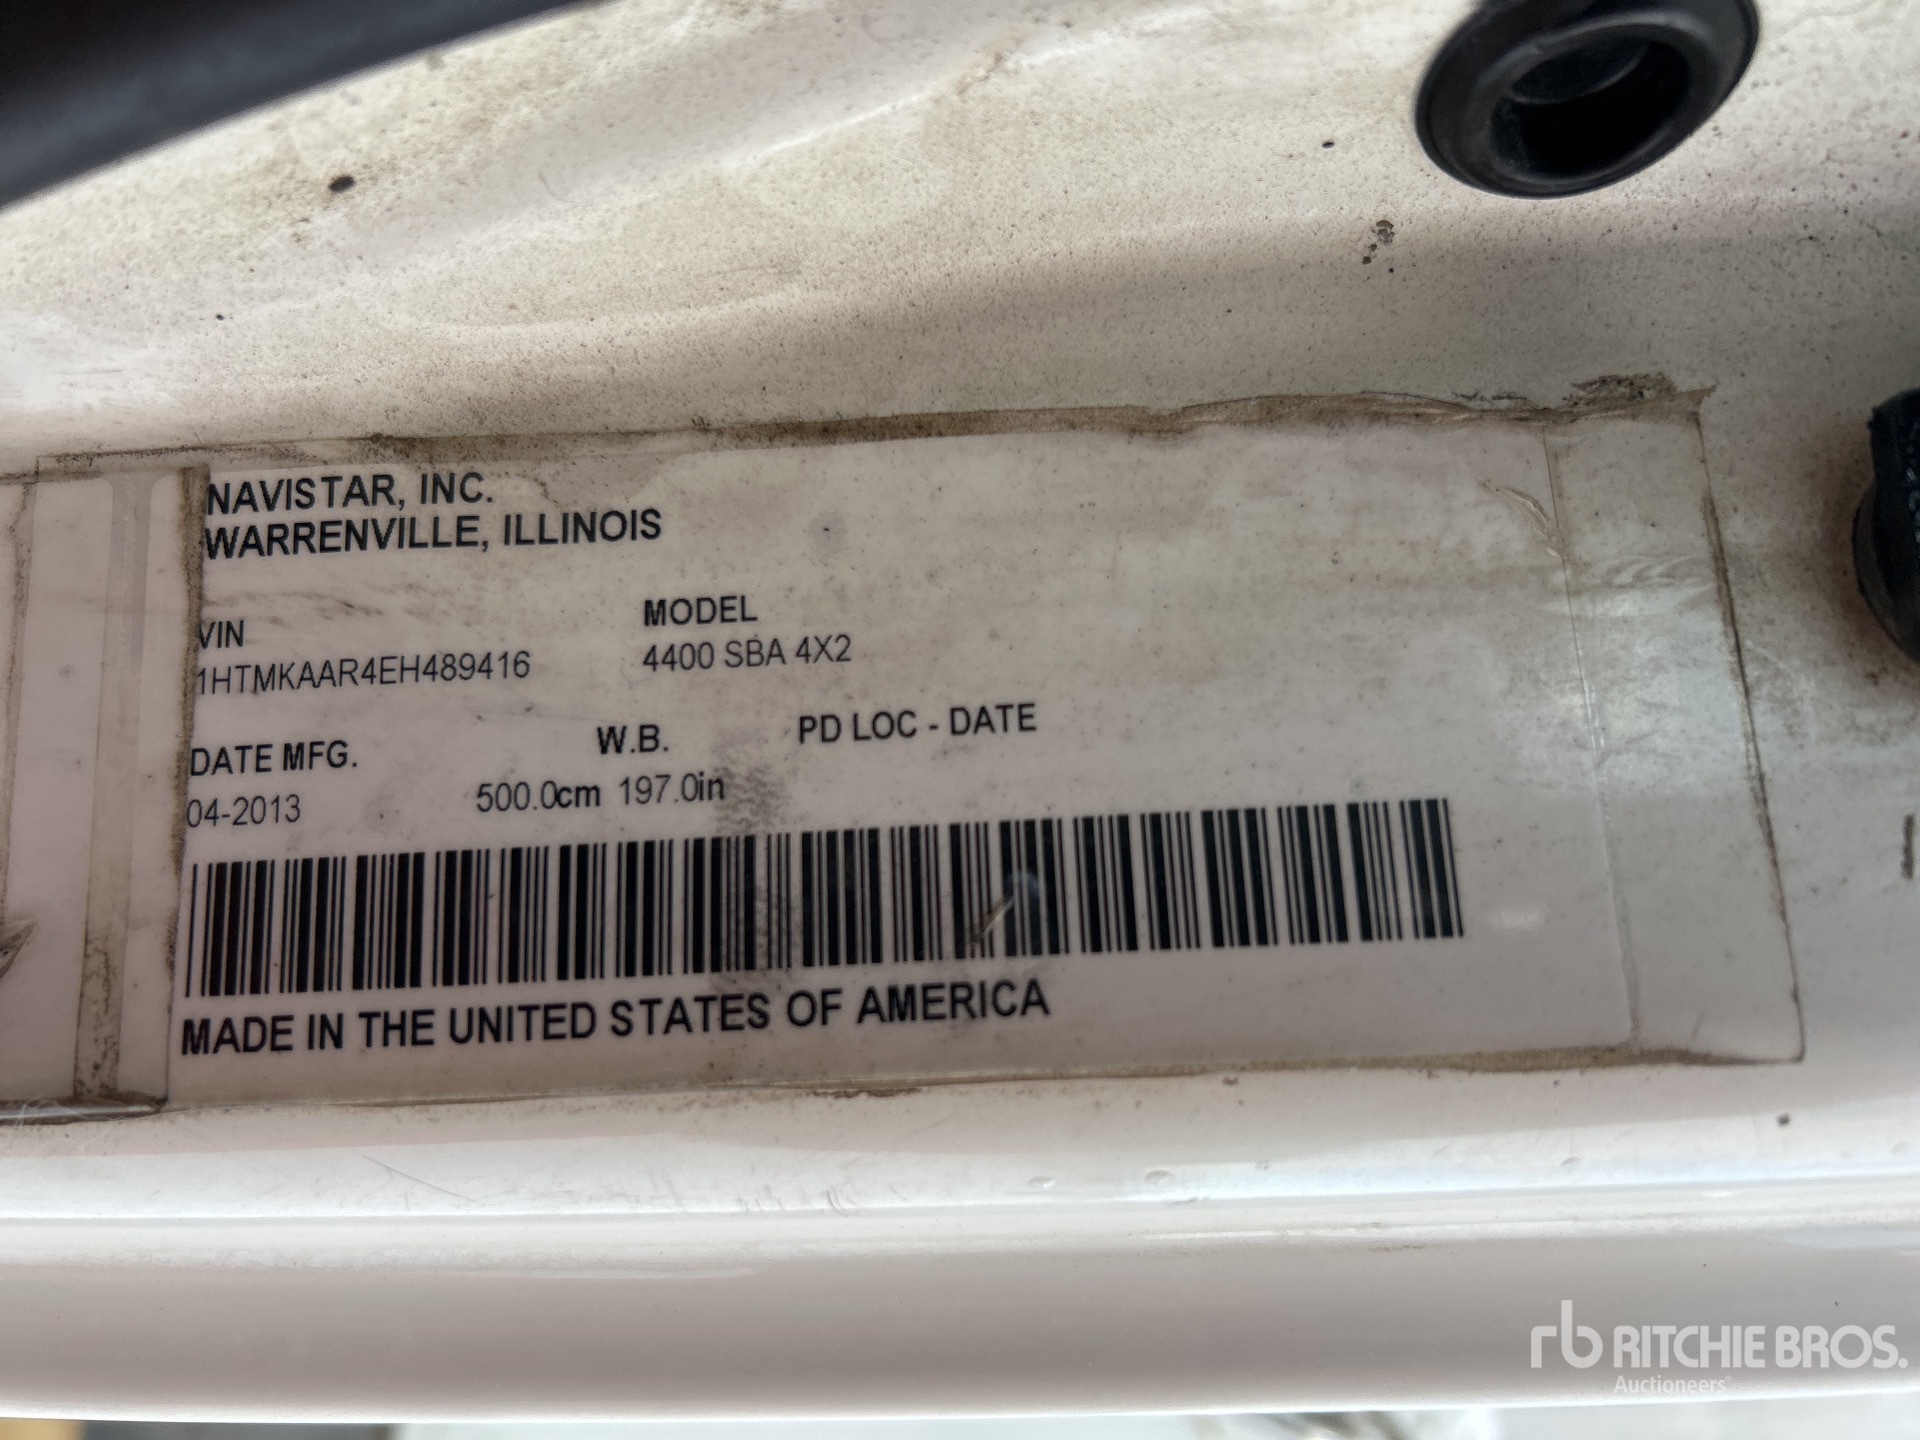 NAVISTAR, INC.
WARRENVILLE, ILLINOIS
VIN MODEL
1HTMKAAR4EH489416 4400 SBA 4X2
DATE MFG. W.B. PD LOC - DATE
04-2013 500.0cm 197.0in
MADE IN THE UNITED STATES OF AMERICA
rb RITCHIE BROS.
Auctioneers